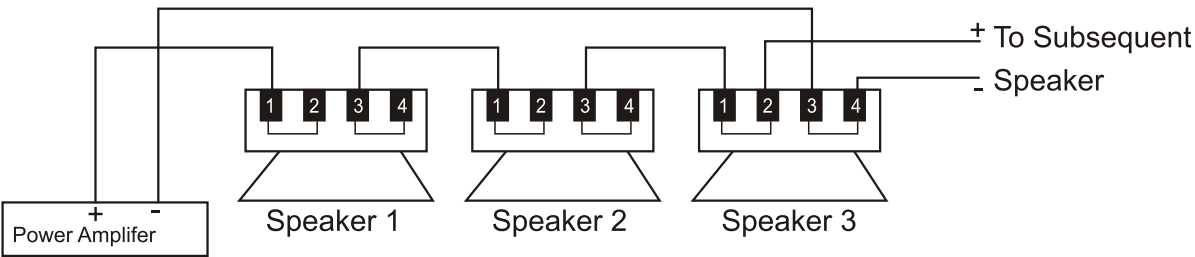 + To Subsequent
- Speaker
1 2 3 4 1 2 3 4 1 2 3 4
Speaker 1 Speaker 2 Speaker 3
+ -
Power Amplifer